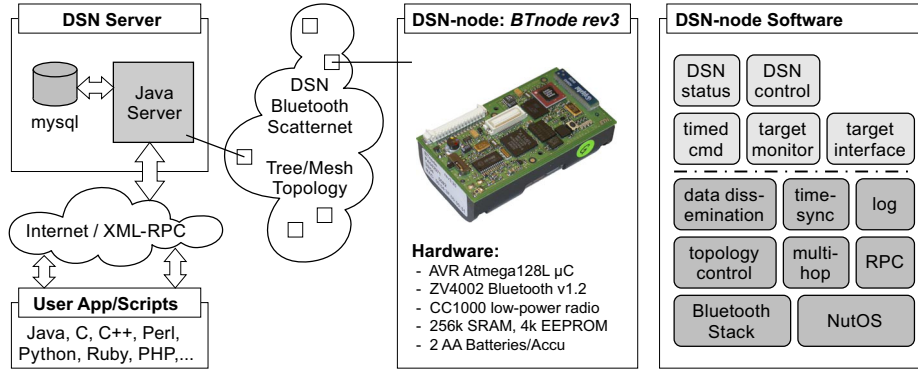 DSN Server
mysql
Java
Server
Internet / XML-RPC
User App/Scripts
Java, C, C++, Perl,
Python, Ruby, PHP,...
DSN
Bluetooth
Scatternet
Tree/Mesh
Topology
DSN-node: BTnode rev3
Hardware:
- AVR Atmega128L µC
- ZV4002 Bluetooth v1.2
- CC1000 low-power radio
- 256k SRAM, 4k EEPROM
- 2 AA Batteries/Accu
DSN-node Software
DSN
status
DSN
control
timed
cmd
target
monitor
target
interface
data diss-
emination
time-
sync
log
topology
control
multi-
hop
RPC
Bluetooth
Stack
NutOS